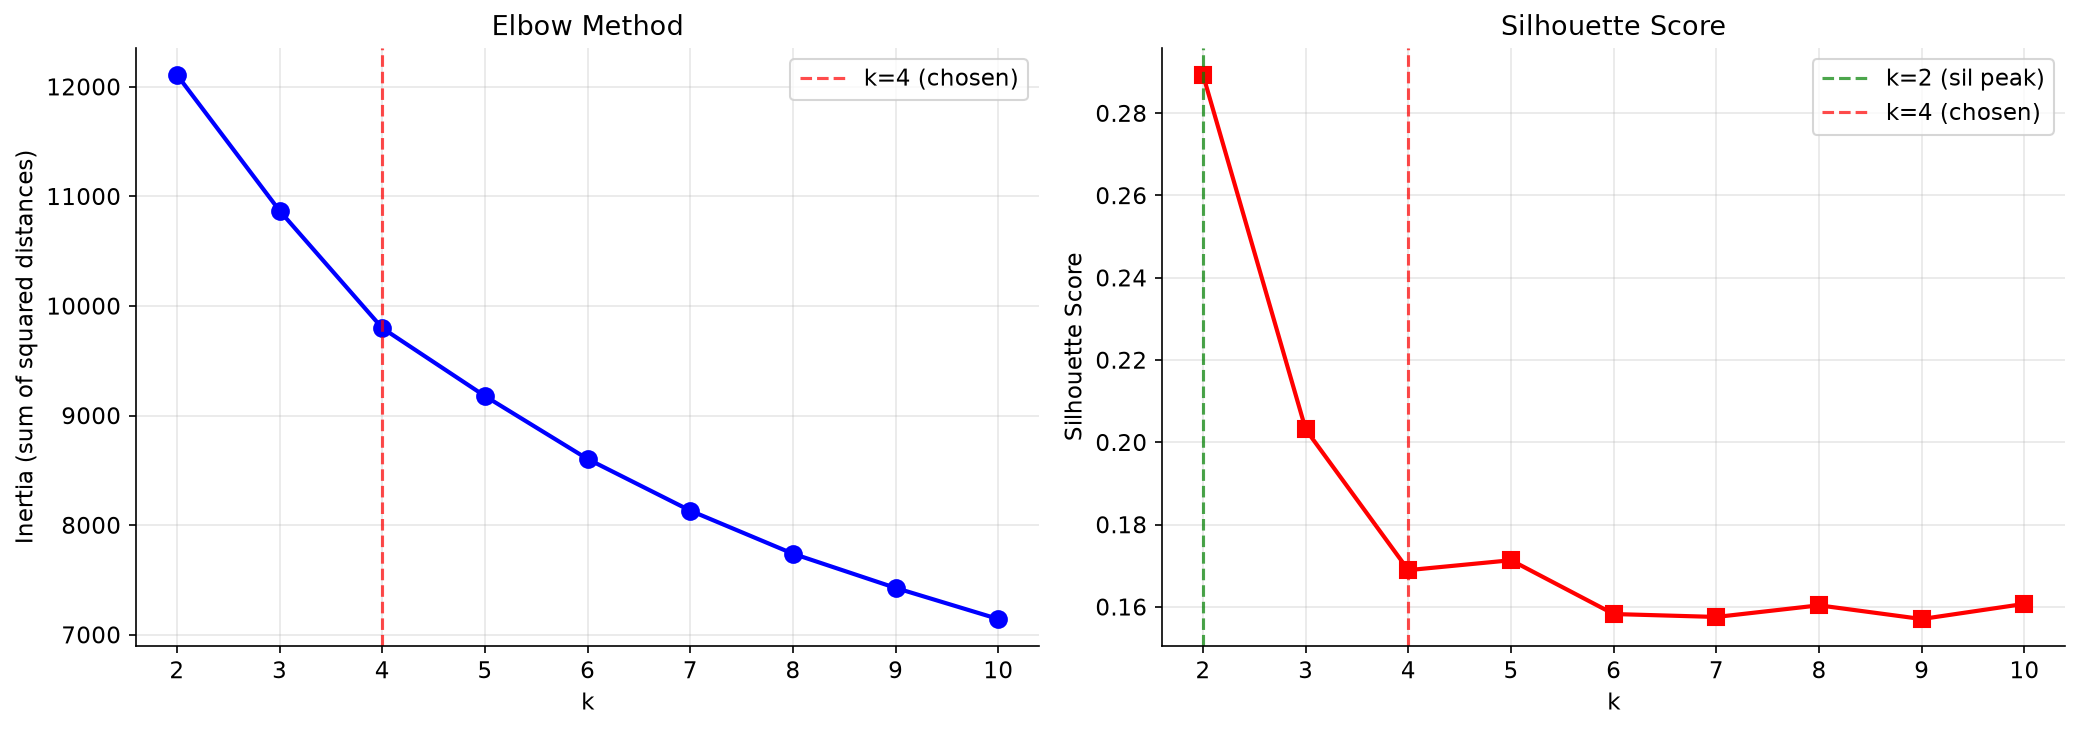 Elbow Method
Inertia (sum of squared distances)
12000
11000
10000
9000
8000
7000
k=4 (chosen)
2 3 4 5 6 7 8 9 10
k
Silhouette Score
Silhouette Score
0.28
0.26
0.24
0.22
0.20
0.18
0.16
k=2 (sil peak)
k=4 (chosen)
2 3 4 5 6 7 8 9 10
k